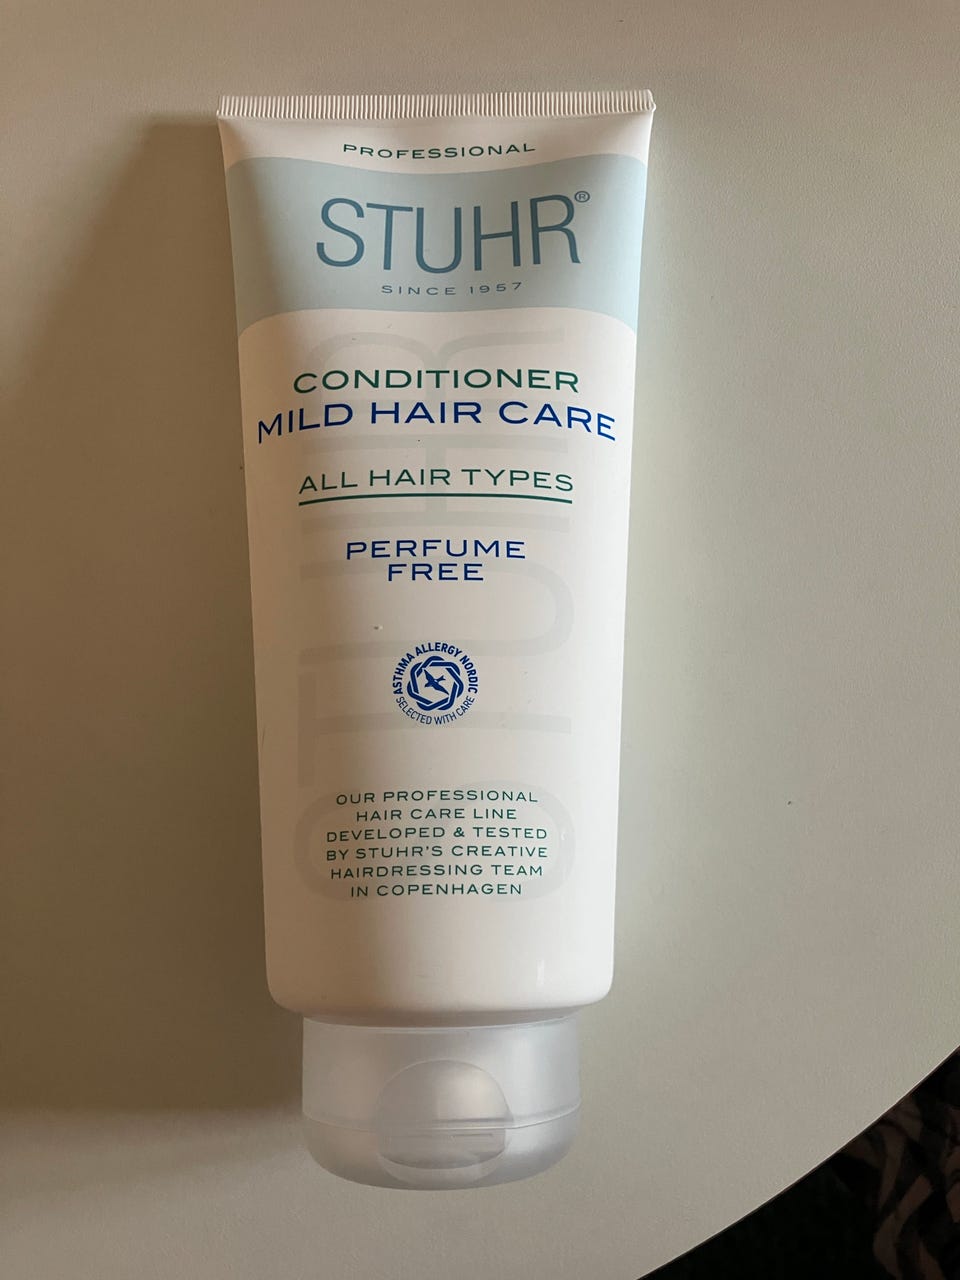 PROFESSIONAL
STUHR®
SINCE 1957
CONDITIONER
MILD HAIR CARE
ALL HAIR TYPES
PERFUME
FREE
ASTHMA ALLERGY NORDIC
SELECTED WITH CARE
OUR PROFESSIONAL
HAIR CARE LINE
DEVELOPED & TESTED
BY STUHR'S CREATIVE
HAIRDRESSING TEAM
IN COPENHAGEN
STUHR